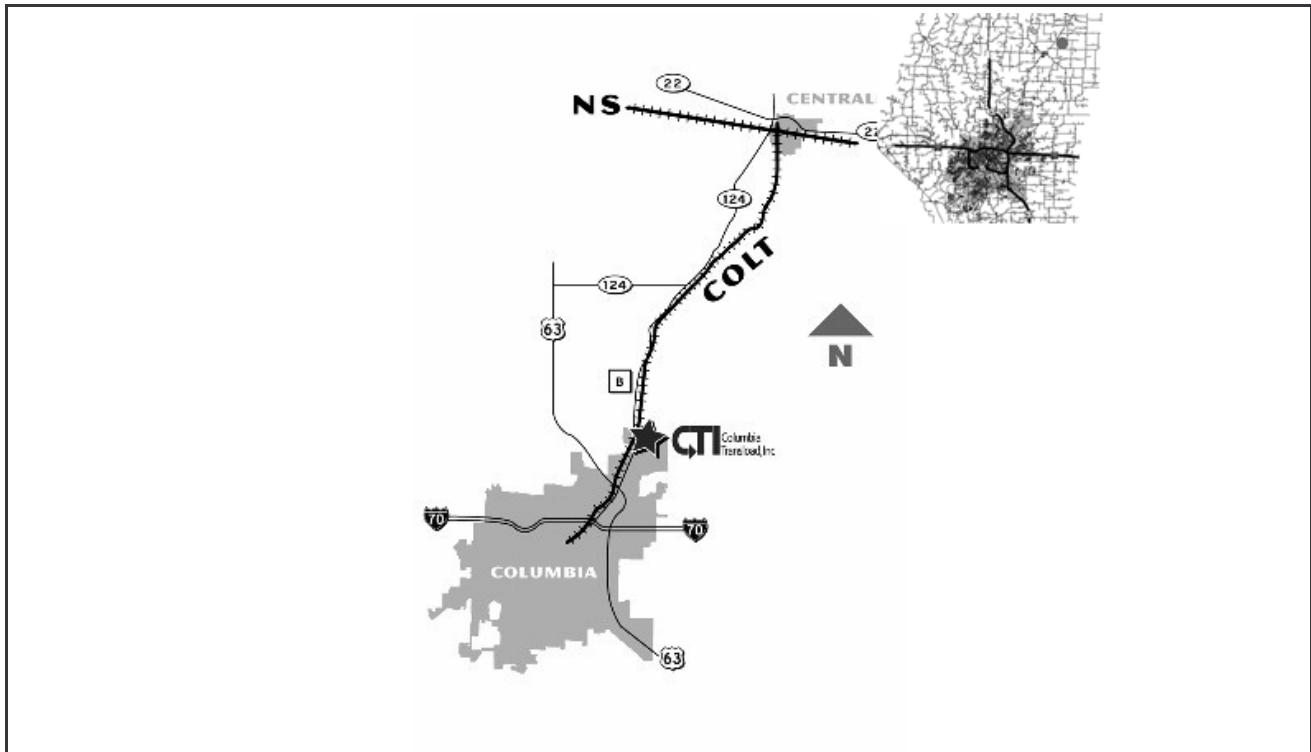 22
NS
CENTRAL
22
124
COLT
124
63
N
B
CTI
Columbia
Transload, Inc
70
70
COLUMBIA
63